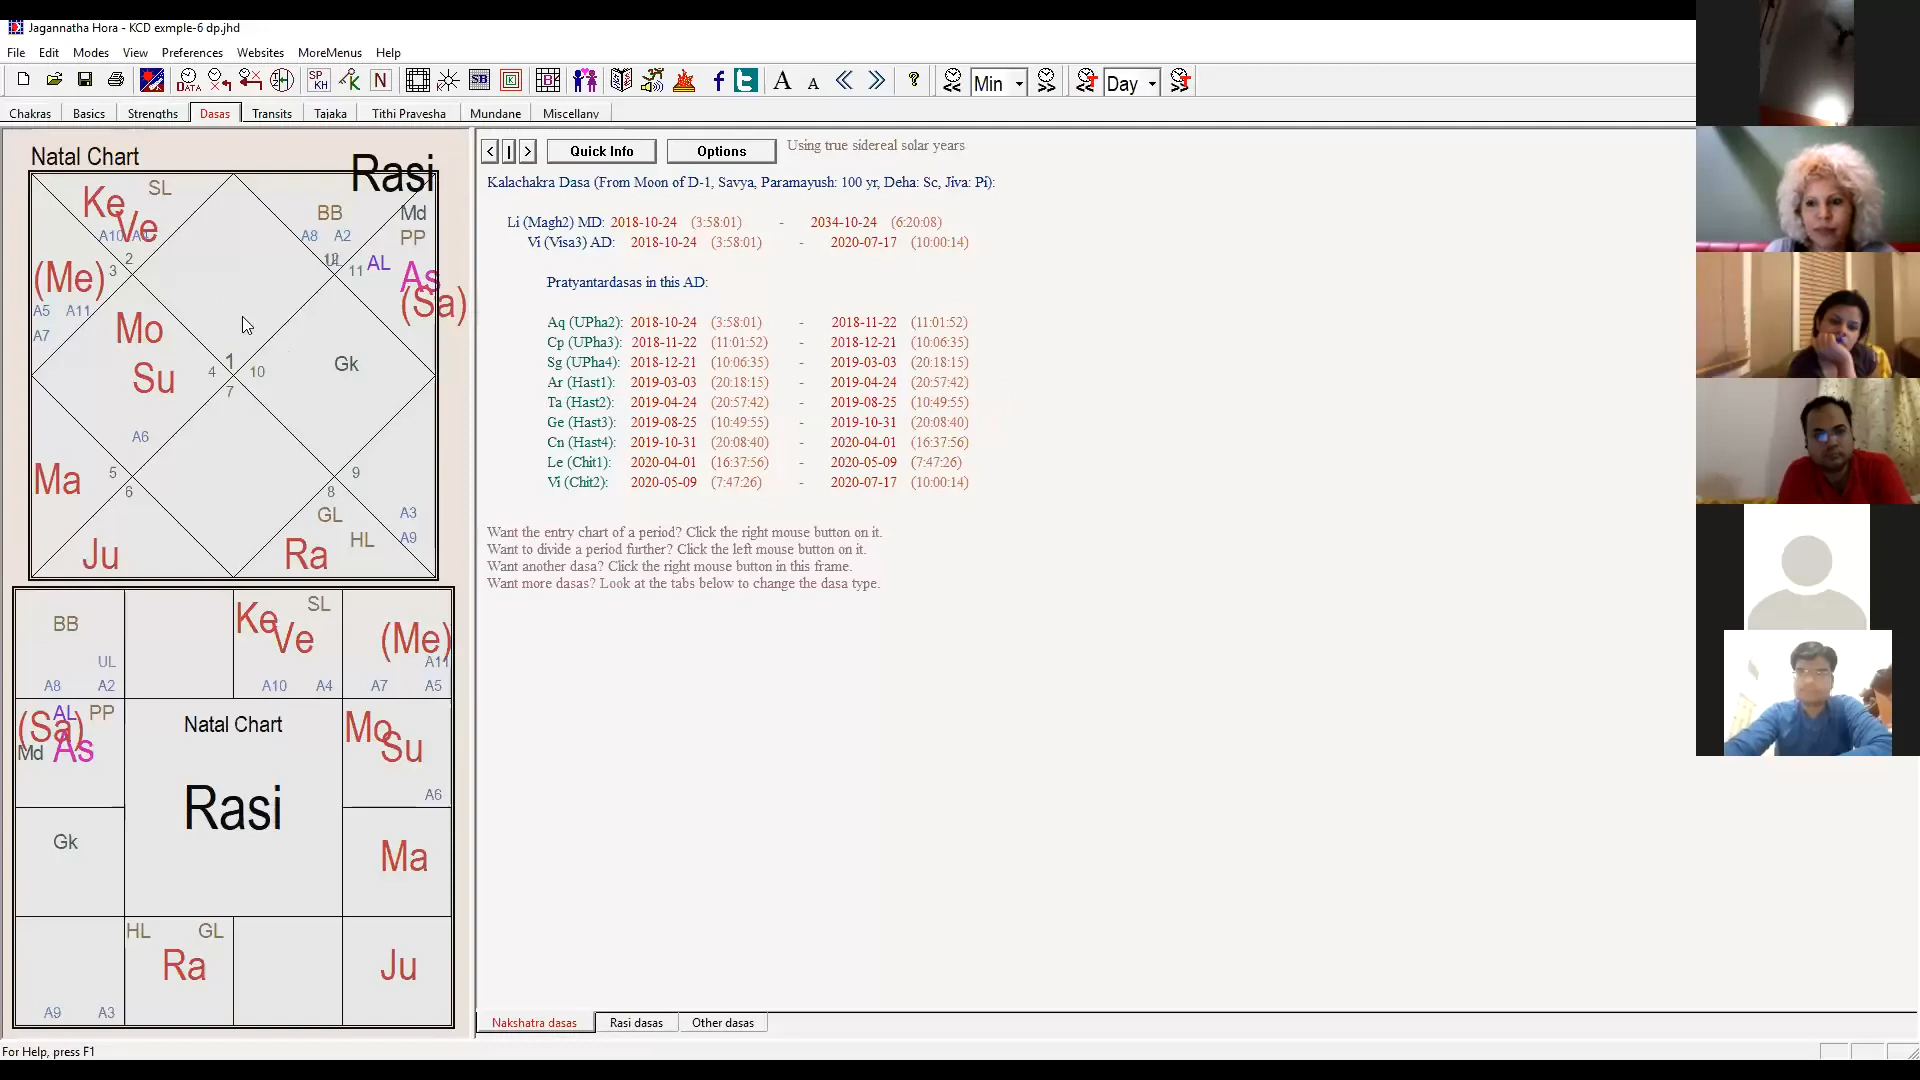 Jagannatha Hora - KCD exmple-6 dp.jhd
File Edit Modes View Preferences Websites MoreMenus Help
DATA SP KH N SB K B f t A A ? Min Day
Chakras Basics Strengths Dasas Transits Tajaka Tithi Pravesha Mundane Miscellany
Natal Chart
Rasi
Ke SL
Ve
A10
BB
A8 A2
Md
PP
2
3
(Me)
A5 A11
A7
11
AL
As
(Sa)
Mo
Su
A6
1
4 10
7
Gk
Ma
5
6
Ju
9
8
GL
HL
Ra
A3
A9
BB
UL
A8 A2
Ke SL
Ve
A10 A4
(Me)
A11
A7 A5
AL PP
(Sa)
Md As
Natal Chart
Rasi
Mo
Su
A6
Gk
Ma
A9 A3
HL GL
Ra
Ju
< | > Quick Info Options Using true sidereal solar years
Kalachakra Dasa (From Moon of D-1, Savya, Paramayush: 100 yr, Deha: Sc, Jiva: Pi):
Li (Magh2) MD: 2018-10-24 (3:58:01) - 2034-10-24 (6:20:08)
Vi (Visa3) AD: 2018-10-24 (3:58:01) - 2020-07-17 (10:00:14)
Pratyantardasas in this AD:
Aq (UPha2): 2018-10-24 (3:58:01) - 2018-11-22 (11:01:52)
Cp (UPha3): 2018-11-22 (11:01:52) - 2018-12-21 (10:06:35)
Sg (UPha4): 2018-12-21 (10:06:35) - 2019-03-03 (20:18:15)
Ar (Hast1): 2019-03-03 (20:18:15) - 2019-04-24 (20:57:42)
Ta (Hast2): 2019-04-24 (20:57:42) - 2019-08-25 (10:49:55)
Ge (Hast3): 2019-08-25 (10:49:55) - 2019-10-31 (20:08:40)
Cn (Hast4): 2019-10-31 (20:08:40) - 2020-04-01 (16:37:56)
Le (Chit1): 2020-04-01 (16:37:56) - 2020-05-09 (7:47:26)
Vi (Chit2): 2020-05-09 (7:47:26) - 2020-07-17 (10:00:14)
Want the entry chart of a period? Click the right mouse button on it.
Want to divide a period further? Click the left mouse button on it.
Want another dasa? Click the right mouse button in this frame.
Want more dasas? Look at the tabs below to change the dasa type.
Nakshatra dasas Rasi dasas Other dasas
For Help, press F1